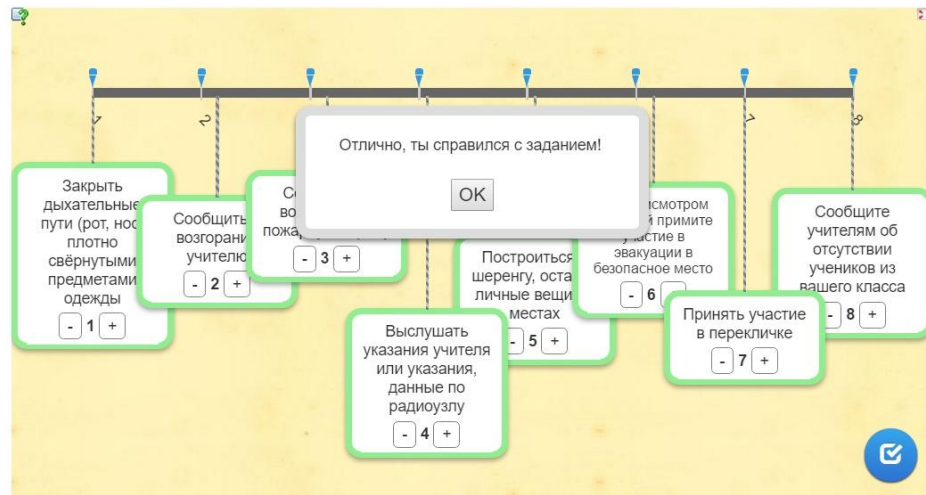 Отлично, ты справился с заданием!
OK
1
2
7
8
Закрыть
дыхательные
пути (рот, нос
плотно
свёрнутыми
предметами
одежды
- 1 +
Сообщить
возгорани
учителю
- 2 +
- 3 +
Выслушать
указания учителя
или указания,
данные по
радиоузлу
- 4 +
Построиться
шеренгу, оста
личные вещи
местах
- 5 +
примите
участие в
эвакуации в
безопасное место
- 6
Принять участие
в перекличке
- 7 +
Сообщите
учителям об
отсутствии
учеников из
вашего класса
- 8 +